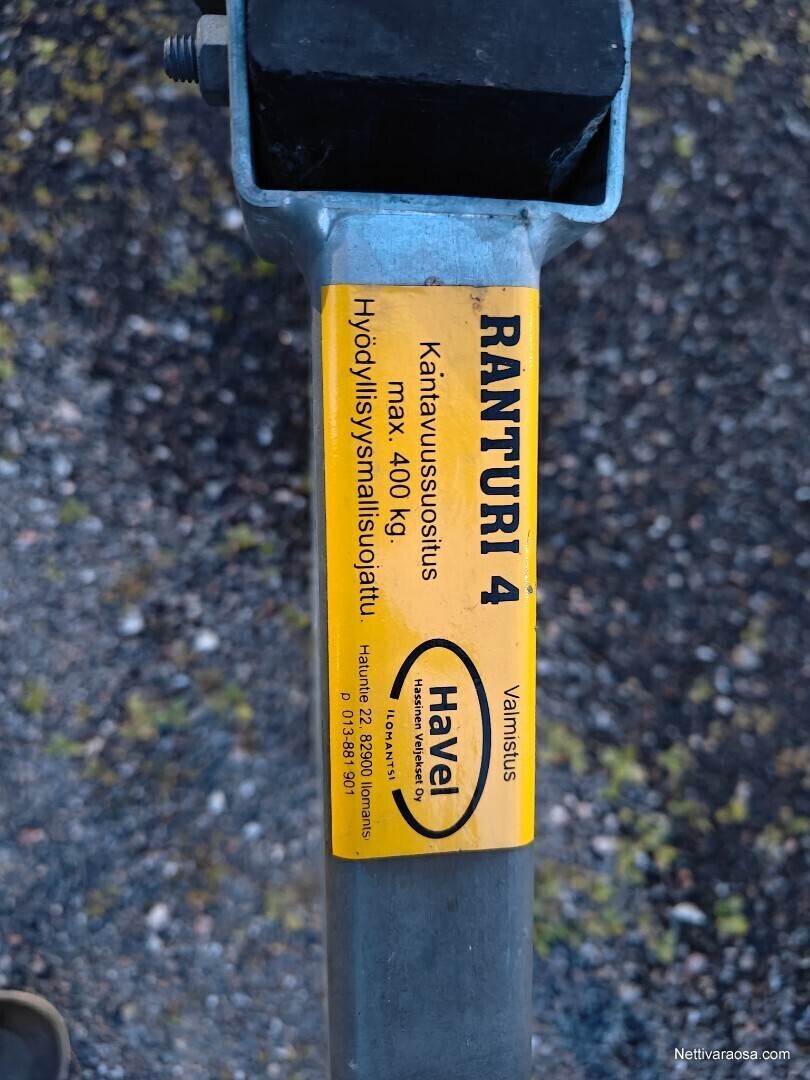 RANTURI 4
Kantavuussuositus
max. 400 kg.
Hyödyllisyysmallisuojattu.
Valmistus
HaVel
Hassinen Veljekset Oy
ILOMANTSI
Hatuntie 22, 82900 Ilomants
p 013-881 901
Nettivaraosa.com